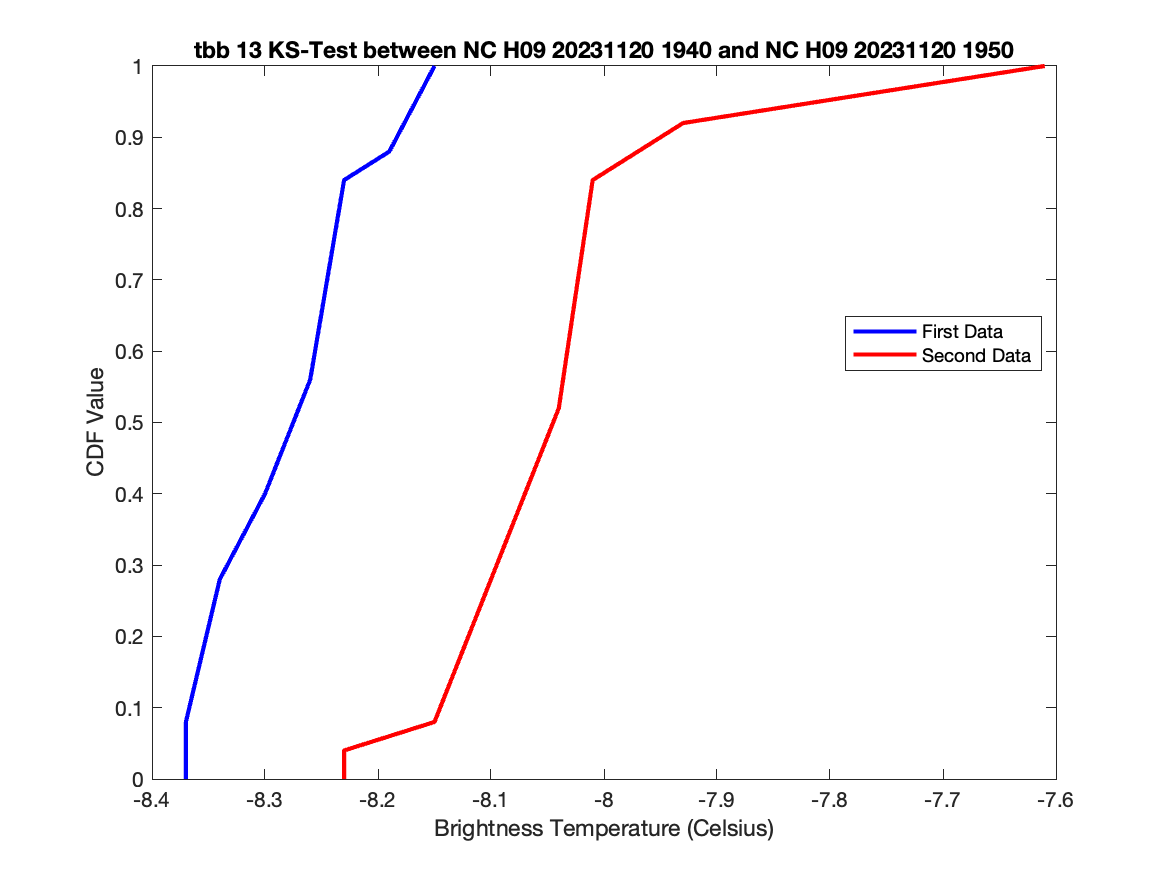 tbb 13 KS-Test between NC H09 20231120 1940 and NC H09 20231120 1950
1
0.9
0.8
0.7
0.6
0.5
0.4
0.3
0.2
0.1
0
CDF Value
First Data
Second Data
-8.4 -8.3 -8.2 -8.1 -8 -7.9 -7.8 -7.7 -7.6
Brightness Temperature (Celsius)